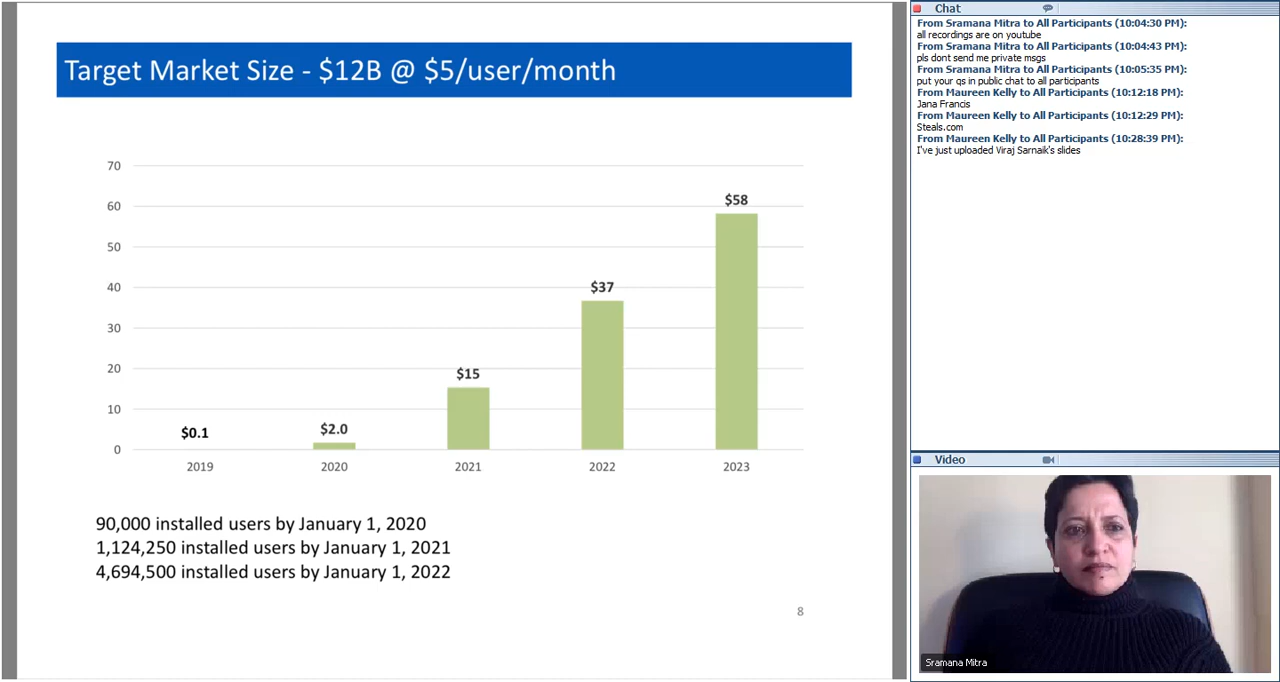 Target Market Size - $12B @ $5/user/month
70
60
50
40
30
20
10
0
$0.1
$2.0
$15
$37
$58
2019
2020
2021
2022
2023
90,000 installed users by January 1, 2020
1,124,250 installed users by January 1, 2021
4,694,500 installed users by January 1, 2022
8
Chat
From Sramana Mitra to All Participants (10:04:30 PM):
all recordings are on youtube
From Sramana Mitra to All Participants (10:04:43 PM):
pls dont send me private msgs
From Sramana Mitra to All Participants (10:05:35 PM):
put your qs in public chat to all participants
From Maureen Kelly to All Participants (10:12:18 PM):
Jana Francis
From Maureen Kelly to All Participants (10:12:29 PM):
Steals.com
From Maureen Kelly to All Participants (10:28:39 PM):
I've just uploaded Viraj Sarnaik's slides
Video
Sramana Mitra